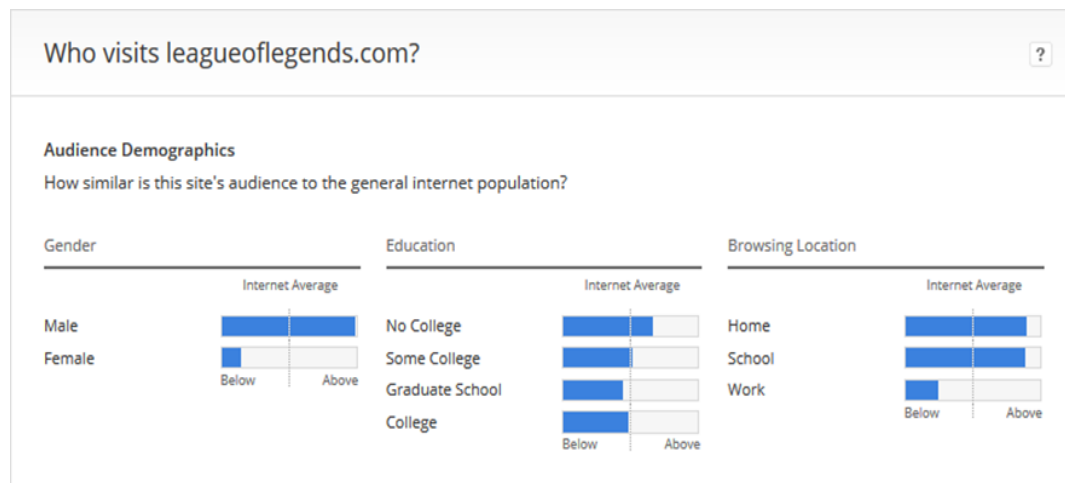 Who visits leagueoflegends.com?
?
Audience Demographics
How similar is this site's audience to the general internet population?
Gender
Internet Average
Male
Female
Below Above
Education
Internet Average
No College
Some College
Graduate School
College
Below Above
Browsing Location
Internet Average
Home
School
Work
Below Above